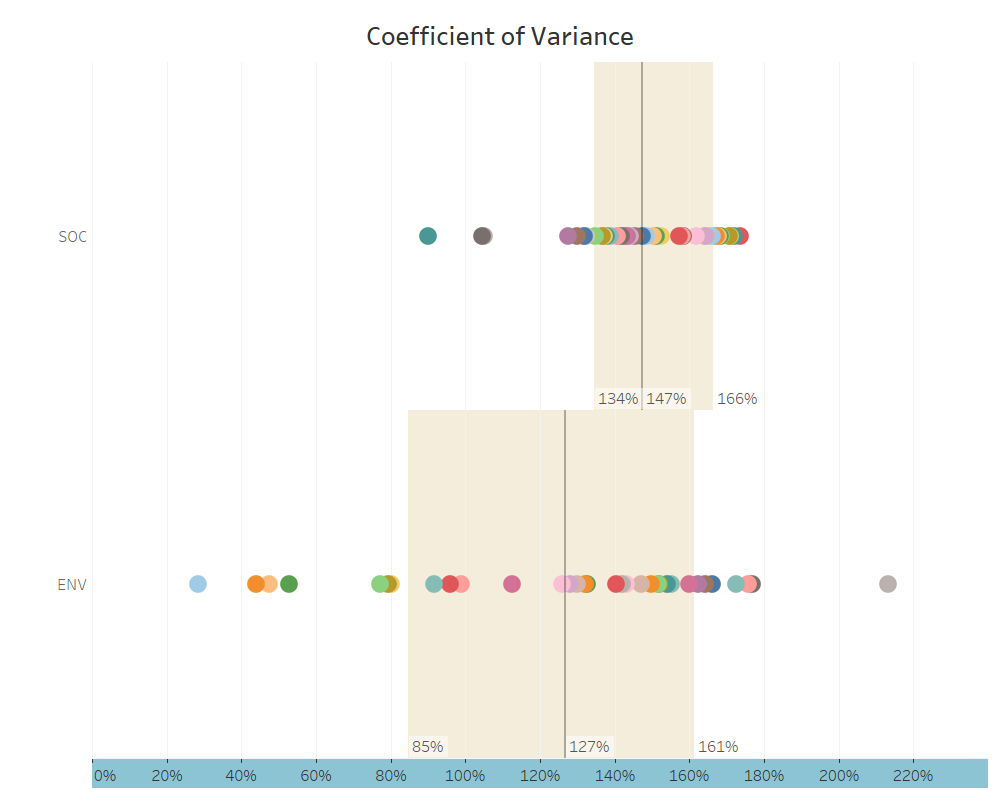 Coefficient of Variance
SOC
134% 147% 166%
ENV
85% 127% 161%
0% 20% 40% 60% 80% 100% 120% 140% 160% 180% 200% 220%